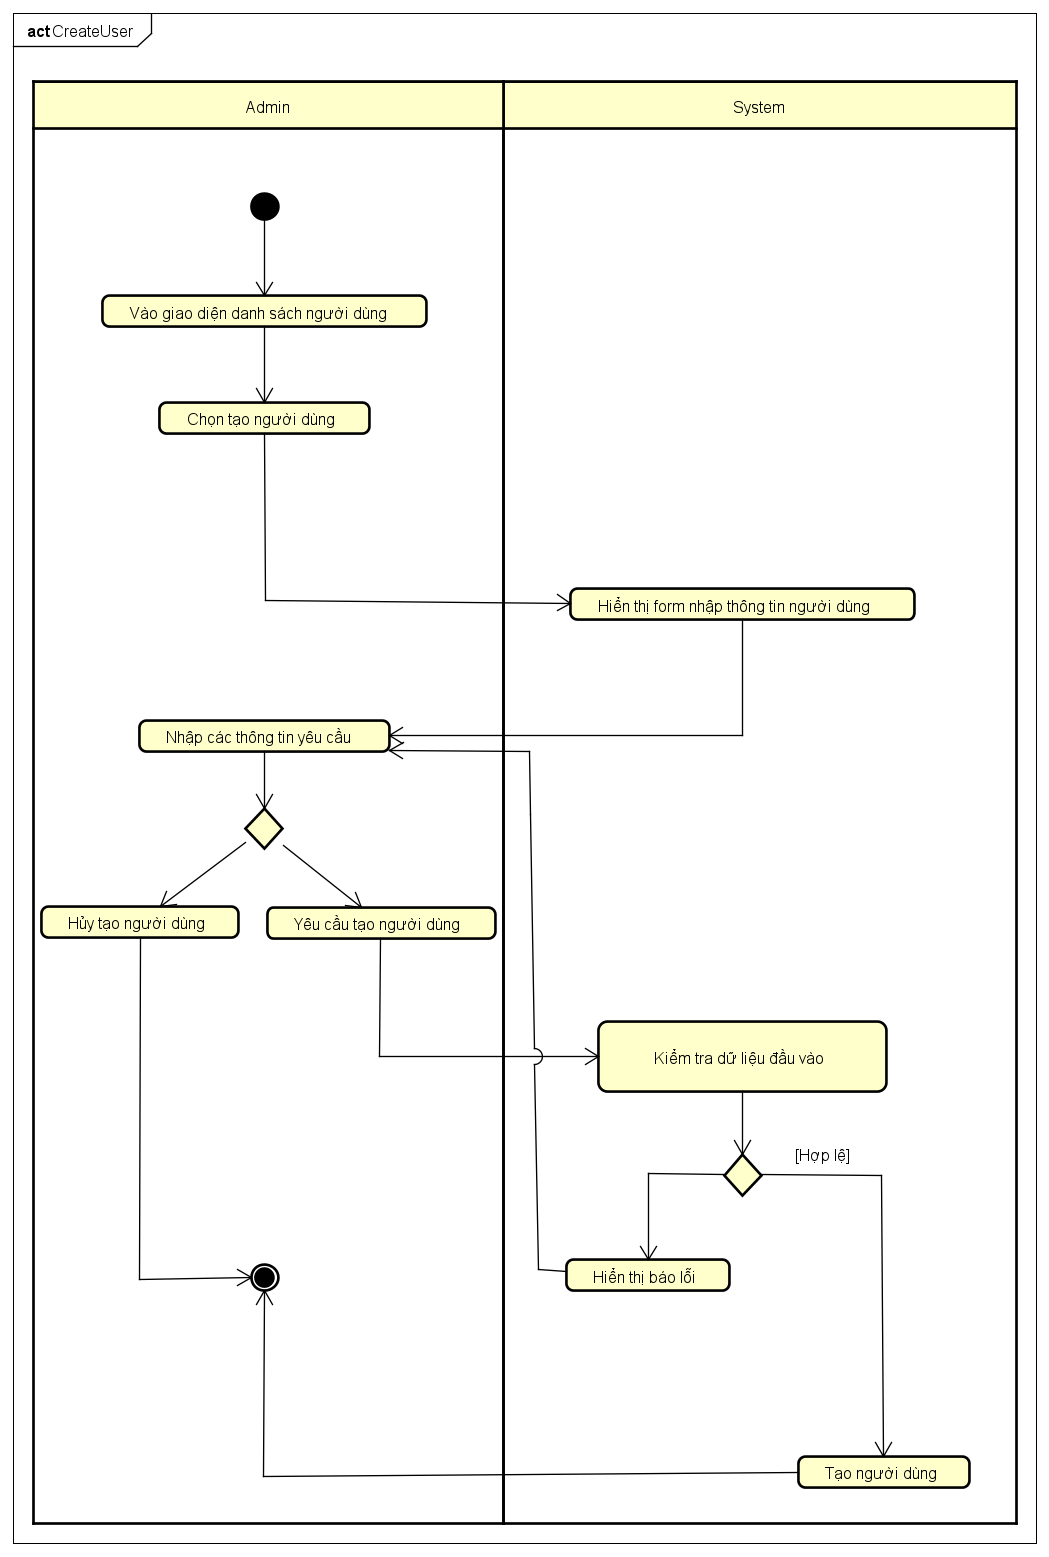 act CreateUser
Admin
System
Vào giao diện danh sách người dùng
Chọn tạo người dùng
Hiển thị form nhập thông tin người dùng
Nhập các thông tin yêu cầu
Hủy tạo người dùng
Yêu cầu tạo người dùng
Kiểm tra dữ liệu đầu vào
[Hợp lệ]
Hiển thị báo lỗi
Tạo người dùng